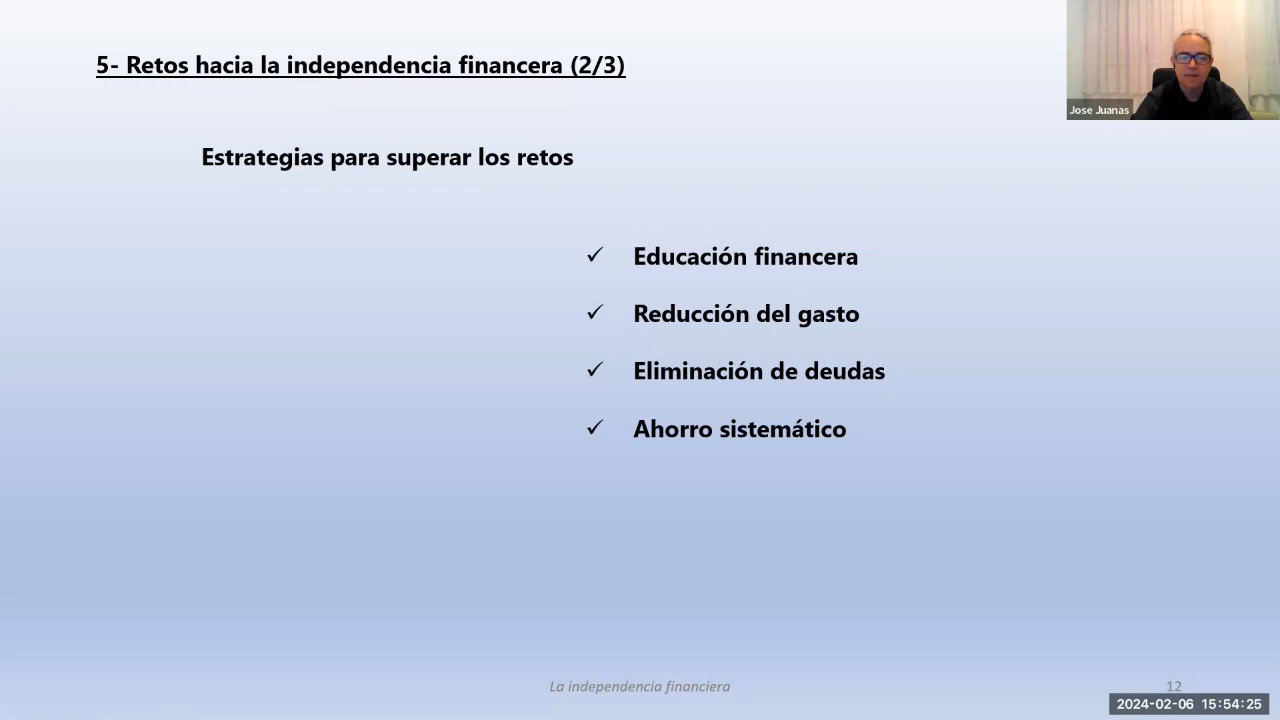 5- Retos hacia la independencia financera (2/3)
Jose Juanas
Estrategias para superar los retos
✓ Educación financera
✓ Reducción del gasto
✓ Eliminación de deudas
✓ Ahorro sistemático
La independencia financiera
12
2024-02-06 15:54:25